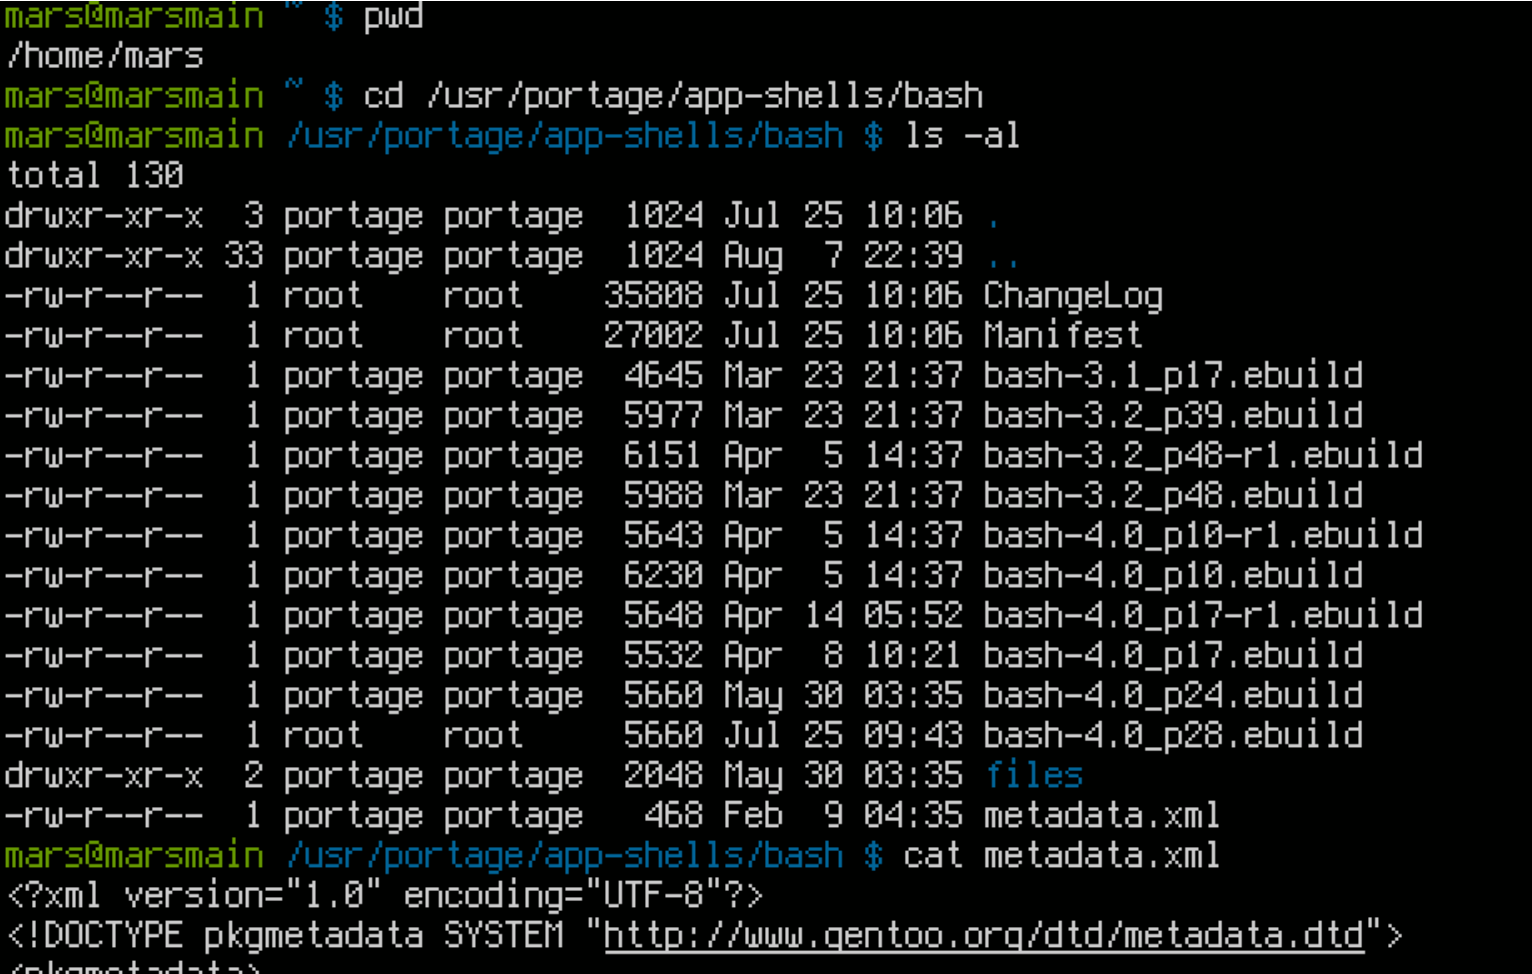 mars@marsmain ~ $ pwd
/home/mars
mars@marsmain ~ $ cd /usr/portage/app-shells/bash
mars@marsmain /usr/portage/app-shells/bash $ ls -al
total 130
drwxr-xr-x  3 portage portage  1024 Jul 25 10:06 .
drwxr-xr-x 33 portage portage  1024 Aug  7 22:39 ..
-rw-r--r--  1 root    root    35808 Jul 25 10:06 ChangeLog
-rw-r--r--  1 root    root    27002 Jul 25 10:06 Manifest
-rw-r--r--  1 portage portage  4645 Mar 23 21:37 bash-3.1_p17.ebuild
-rw-r--r--  1 portage portage  5977 Mar 23 21:37 bash-3.2_p39.ebuild
-rw-r--r--  1 portage portage  6151 Apr  5 14:37 bash-3.2_p48-r1.ebuild
-rw-r--r--  1 portage portage  5988 Mar 23 21:37 bash-3.2_p48.ebuild
-rw-r--r--  1 portage portage  5643 Apr  5 14:37 bash-4.0_p10-r1.ebuild
-rw-r--r--  1 portage portage  6230 Apr  5 14:37 bash-4.0_p10.ebuild
-rw-r--r--  1 portage portage  5648 Apr 14 05:52 bash-4.0_p17-r1.ebuild
-rw-r--r--  1 portage portage  5532 Apr  8 10:21 bash-4.0_p17.ebuild
-rw-r--r--  1 portage portage  5660 May 30 03:35 bash-4.0_p24.ebuild
-rw-r--r--  1 root    root     5660 Jul 25 09:43 bash-4.0_p28.ebuild
drwxr-xr-x  2 portage portage  2048 May 30 03:35 files
-rw-r--r--  1 portage portage   468 Feb  9 04:35 metadata.xml
mars@marsmain /usr/portage/app-shells/bash $ cat metadata.xml
<?xml version="1.0" encoding="UTF-8"?>
<!DOCTYPE pkgmetadata SYSTEM "http://www.gentoo.org/dtd/metadata.dtd">
<pkgmetadata>